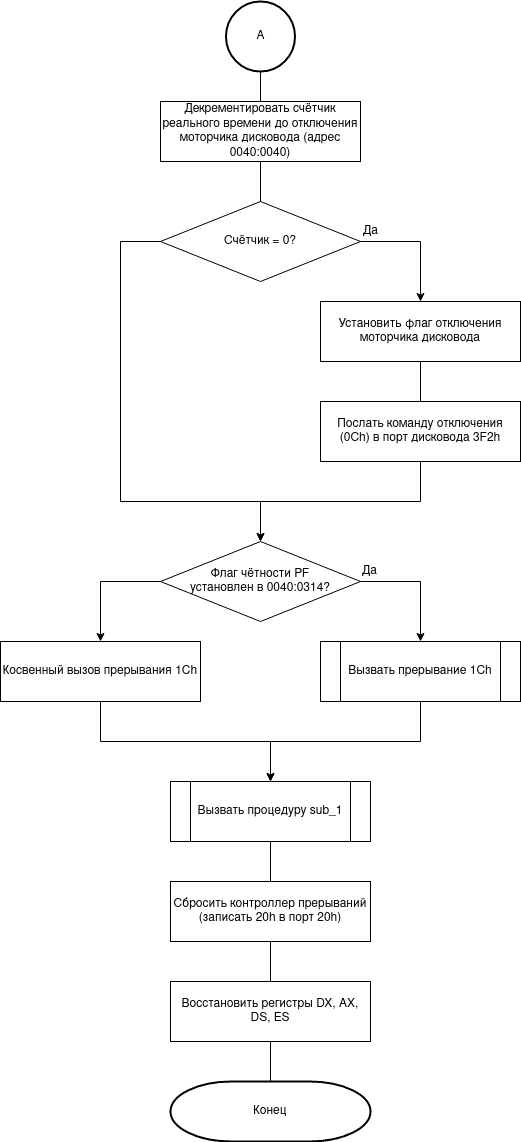 A
Декрементировать счётчик
реального времени до отключения
моторчика дисковода (адрес
0040:0040)
Счётчик = 0?
Да
Установить флаг отключения
моторчика дисковода
Послать команду отключения
(0Ch) в порт дисковода 3F2h
Флаг чётности PF
установлен в 0040:0314?
Да
Косвенный вызов прерывания 1Ch
Вызвать прерывание 1Ch
Вызвать процедуру sub_1
Сбросить контроллер прерываний
(записать 20h в порт 20h)
Восстановить регистры DX, AX,
DS, ES
Конец